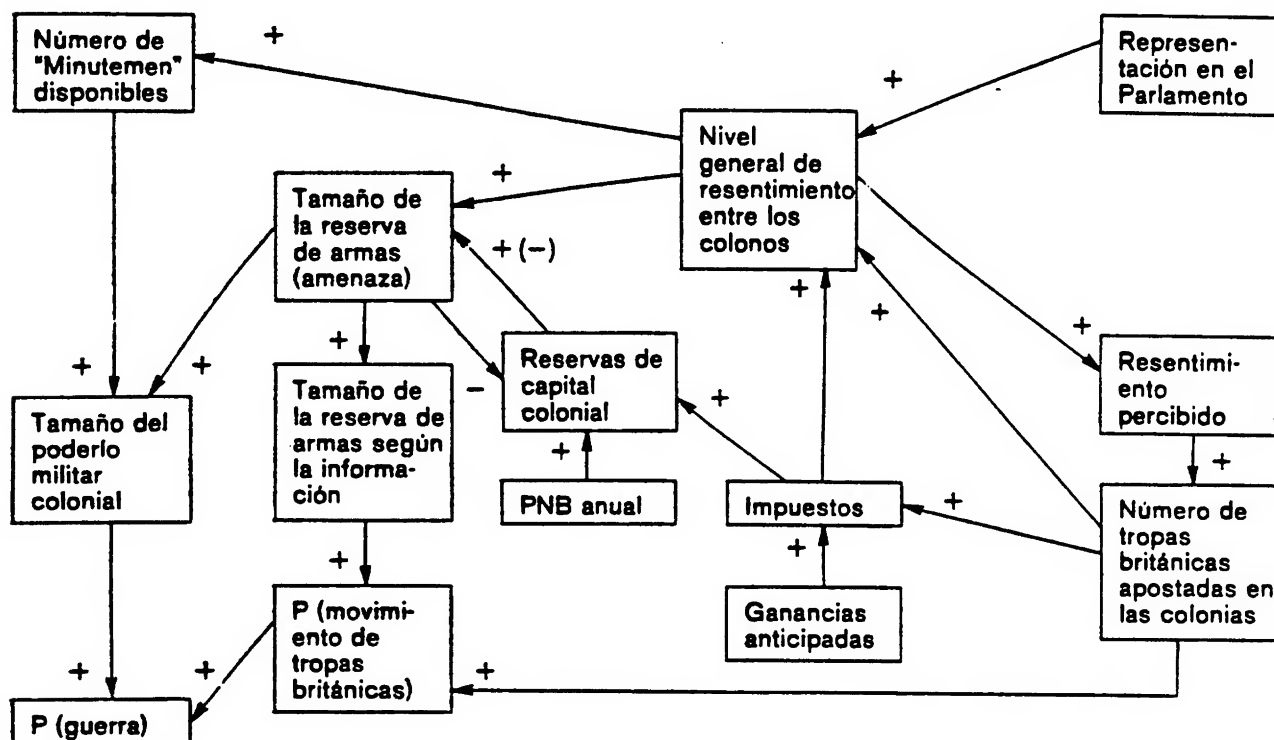 Número de
"Minutemen"
disponibles
+
Represen-
tación en el
Parlamento
+
Nivel
general de
resentimiento
entre los
colonos
+
Tamaño de
la reserva
de armas
(amenaza)
+ (-)
+
+
+
+
+
+
-
Reservas de
capital
colonial
+
Resentimi-
ento
percibido
Tamaño del
poderío
militar
colonial
Tamaño de
la reserva de
armas según
la informa-
ción
+
PNB anual
Impuestos
+
+
Número de
tropas
británicas
apostadas en
las colonias
+
+
Ganancias
anticipadas
P (movimi-
ento de
tropas
británicas)
+
+
+
P (guerra)